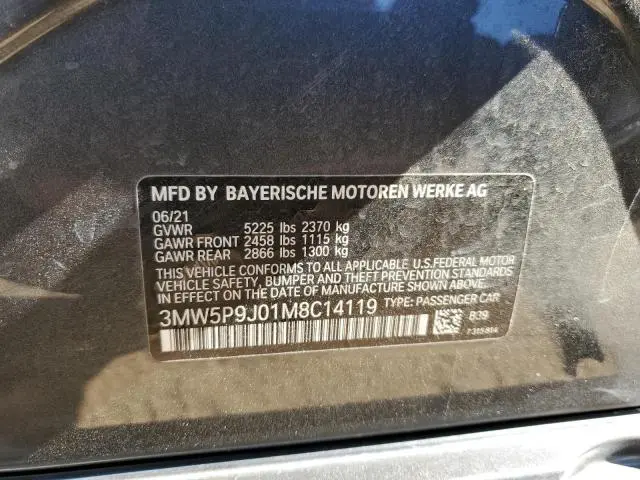 MFD BY BAYERISCHE MOTOREN WERKE AG
06/21
GVWR 5225 lbs 2370 kg
GAWR FRONT 2458 lbs 1115 kg
GAWR REAR 2866 lbs 1300 kg
THIS VEHICLE CONFORMS TO ALL APPLICABLE U.S.FEDERAL MOTOR
VEHICLE SAFETY, BUMPER AND THEFT PREVENTION STANDARDS
IN EFFECT ON THE DATE OF MANUFACTURE SHOWN ABOVE.
3MW5P9J01M8C14119 TYPE: PASSENGER CAR
B39
7315814